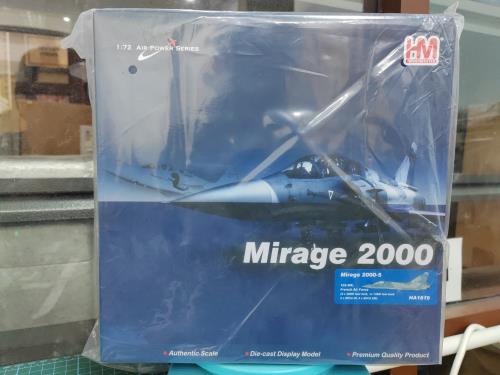 1:72 AIR POWER SERIES
HM
Mirage 2000
Mirage 2000-5
French Air Force
HA1616
• Authentic Scale • Die-cast Display Model • Premium Quality Product